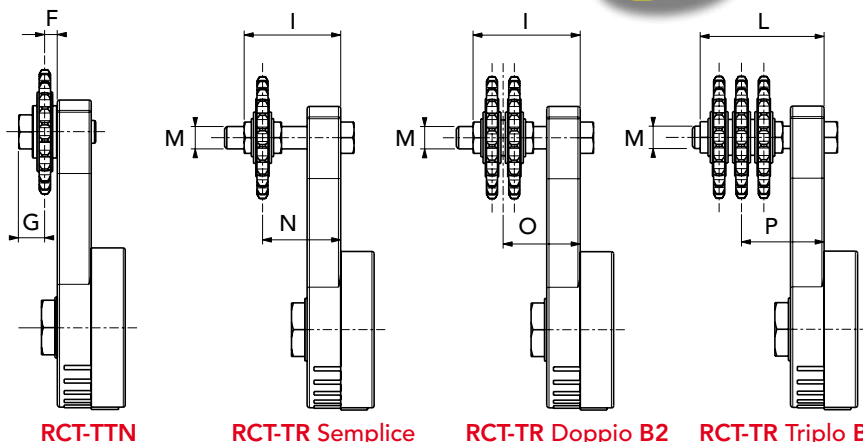 F
I
I
L
M
M
M
G
N
O
P
RCT-TTN
RCT-TR Semplice
RCT-TR Doppio B2
RCT-TR Triplo